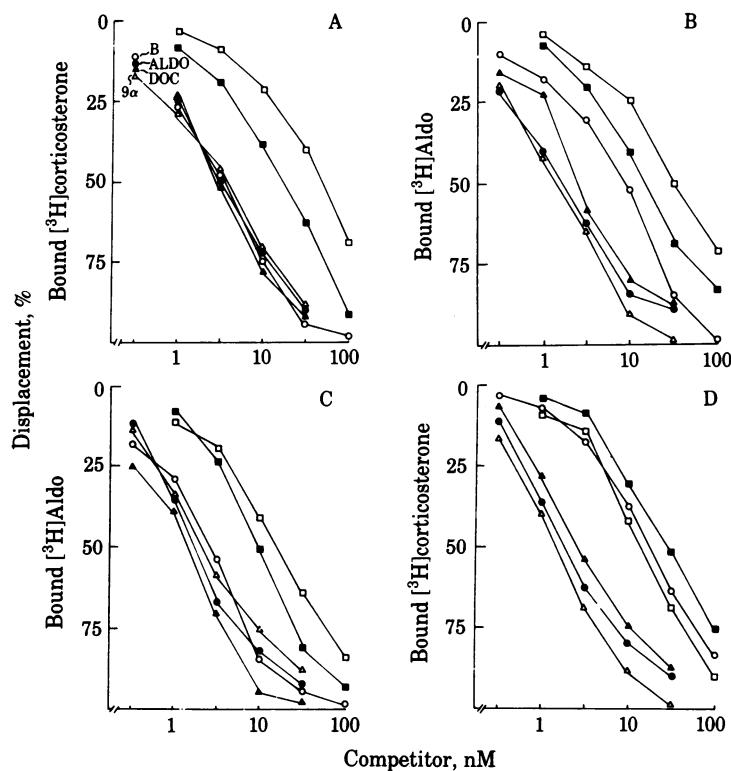 A
B
0
25
50
75
B
ALDO
DOC
9α
Bound [³H]corticosterone
1
10
100
0
25
50
75
Bound [³H]Aldo
1
10
100
Displacement, %
C
D
0
25
50
75
Bound [³H]Aldo
1
10
100
0
25
50
75
Bound [³H]corticosterone
1
10
100
Competitor, nM